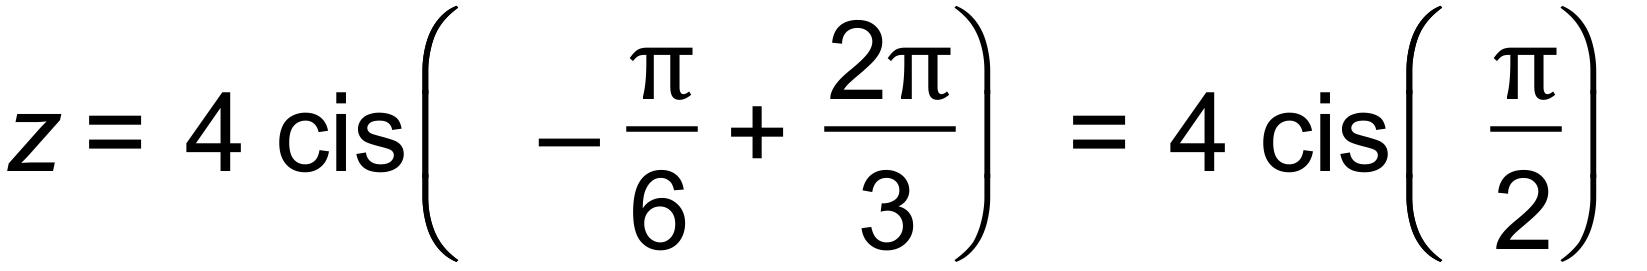 z = 4 cis( − π/6 + 2π/3 ) = 4 cis( π/2 )